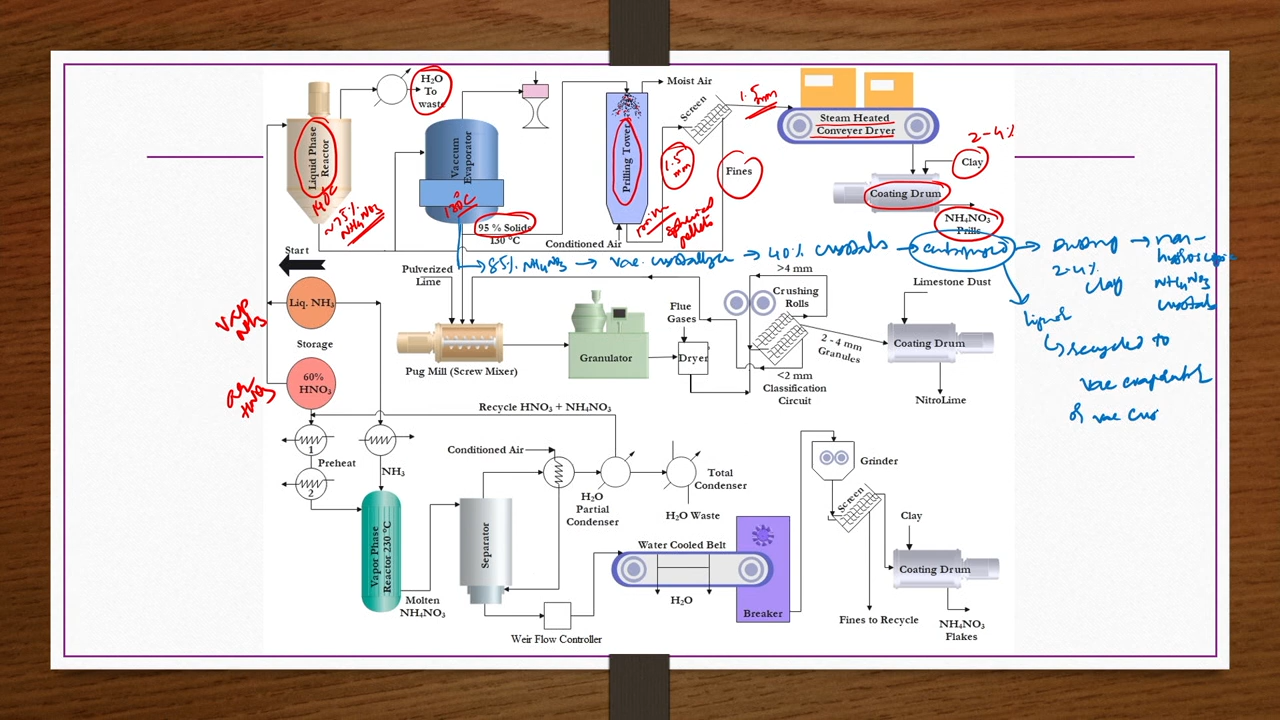 H₂O
To
waste
Liquid Phase
Reactor
140°C
~75%
NH₄NO₃
Vaccum
Evaporator
130°C
95 % Solids
130 °C
Prilling Tower
Moist Air
Conditioned Air
1.5
mm
spherical
pellets
Screen
Fines
1.5mm
Steam Heated
Conveyer Dryer
2-4%
Clay
Coating Drum
NH₄NO₃
Prills
→ 85% NH₄NO₃ → vac. crystallizer → 40% crystals → centrifuged → drying → non-
hygroscopic
NH₄NO₃
crystals
2-4%
clay
liquid
↳ recycled to
vac evaporator
or vac crys
Start
Liq. NH₃
Storage
vap
NH₃
60%
HNO₃
aq
HNO₃
Pulverized
Lime
Pug Mill (Screw Mixer)
Granulator
Flue
Gases
Dryer
>4 mm
Crushing
Rolls
2 - 4 mm
Granules
<2 mm
Classification
Circuit
Limestone Dust
Coating Drum
NitroLime
Recycle HNO₃ + NH₄NO₃
1
Preheat
2
NH₃
Vapor Phase
Reactor 230 °C
Molten
NH₄NO₃
Conditioned Air
Separator
H₂O
Partial
Condenser
Total
Condenser
H₂O Waste
Weir Flow Controller
Water Cooled Belt
H₂O
Breaker
Grinder
Screen
Fines to Recycle
Clay
Coating Drum
NH₄NO₃
Flakes